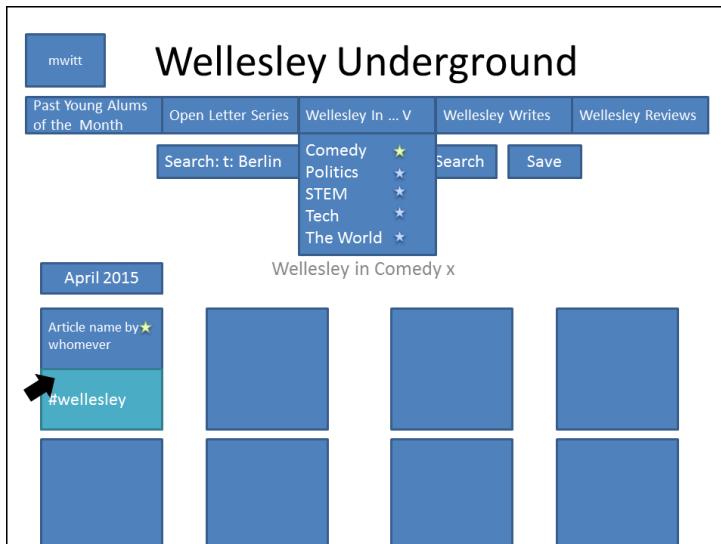 mwitt
Wellesley Underground
Past Young Alums
of the Month
Open Letter Series
Wellesley In ... V
Wellesley Writes
Wellesley Reviews
Search: t: Berlin
Comedy
Politics
STEM
Tech
The World
Search
Save
Wellesley in Comedy x
April 2015
Article name by
whomever
#wellesley